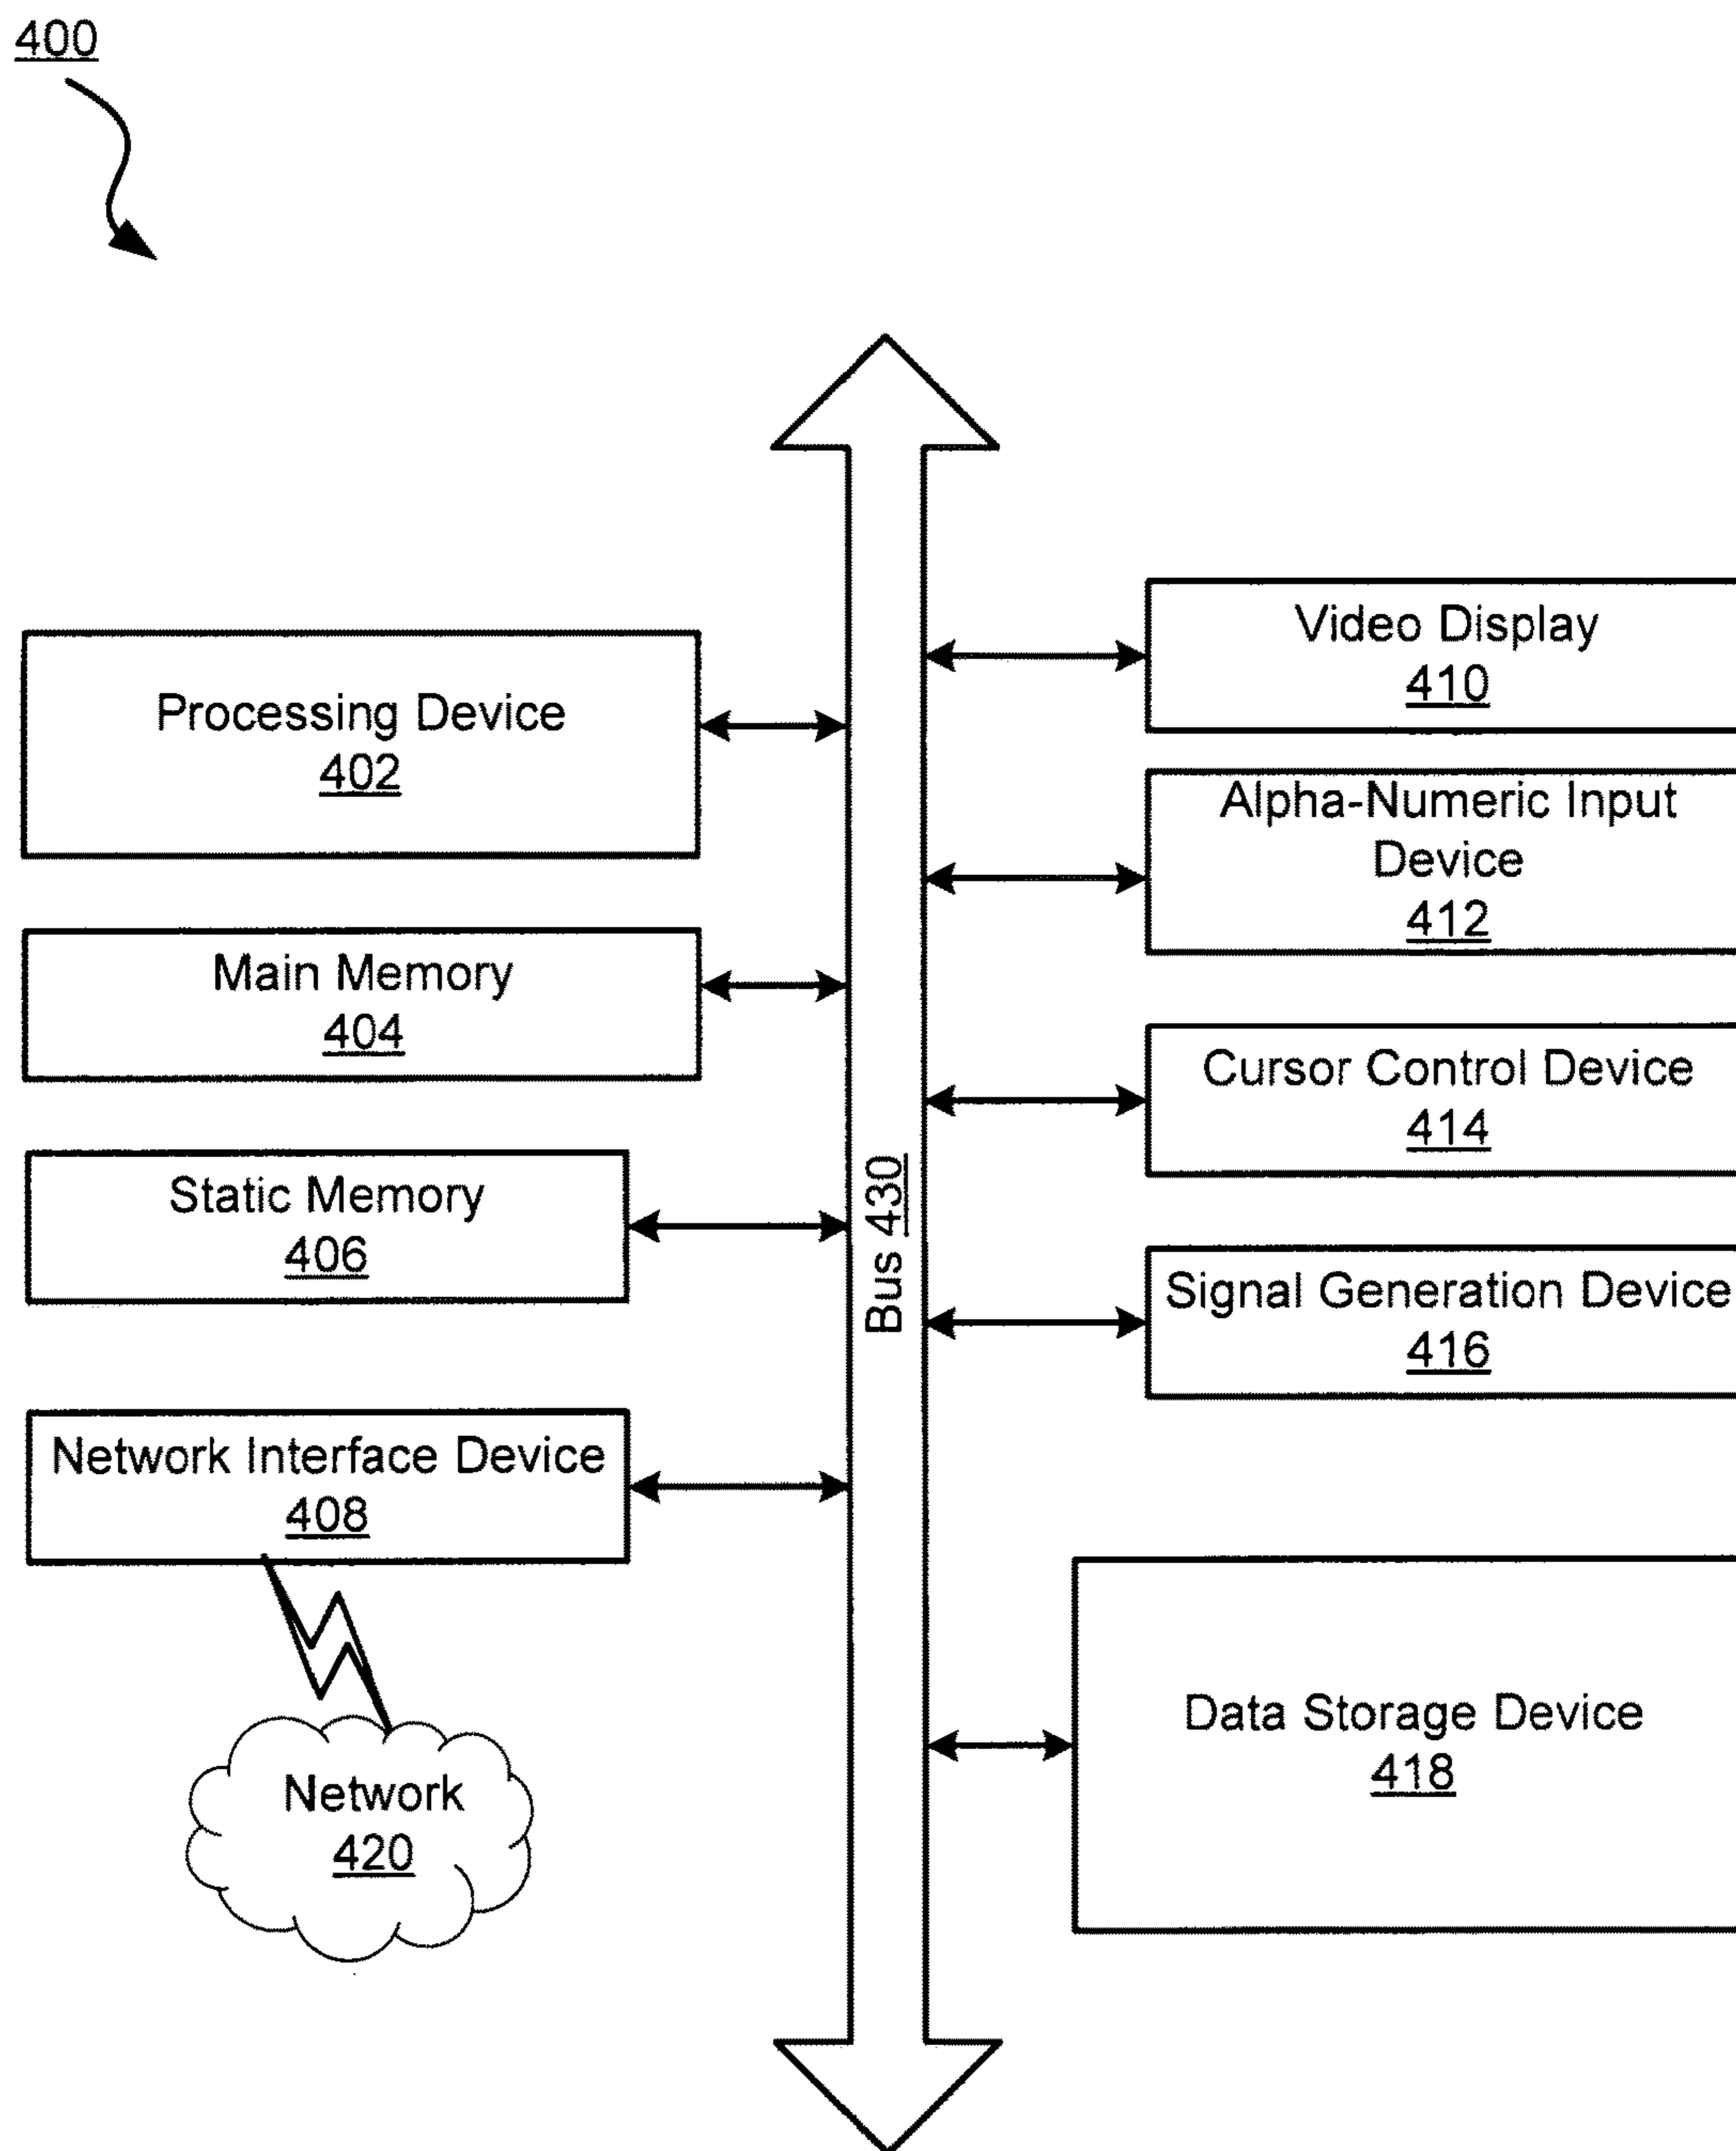 400
Processing Device
402
Main Memory
404
Static Memory
406
Network Interface Device
408
Network
420
Bus 430
Video Display
410
Alpha-Numeric Input
Device
412
Cursor Control Device
414
Signal Generation Device
416
Data Storage Device
418